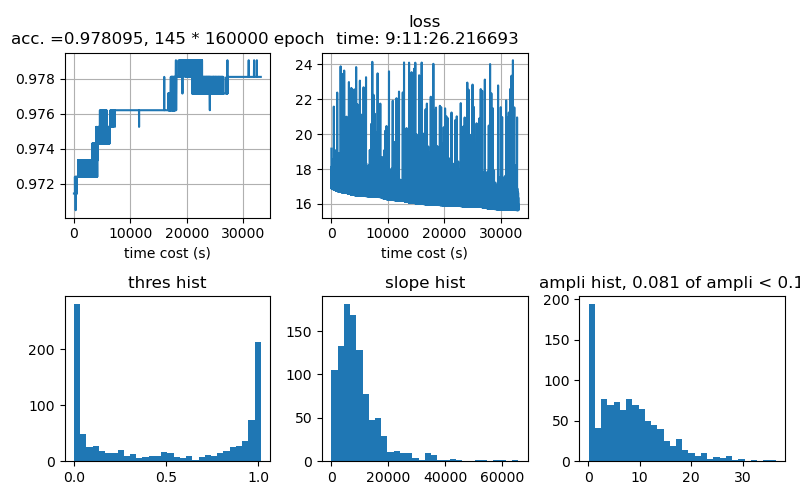 loss
acc. =0.978095, 145 * 160000 epoch time: 9:11:26.216693
0.978
0.976
0.974
0.972
0 10000 20000 30000
time cost (s)
24
22
20
18
16
0 10000 20000 30000
time cost (s)
thres hist
200
100
0
0.0 0.5 1.0
slope hist
150
100
50
0
0 20000 40000 60000
ampli hist, 0.081 of ampli < 0.1
200
150
100
50
0
0 10 20 30